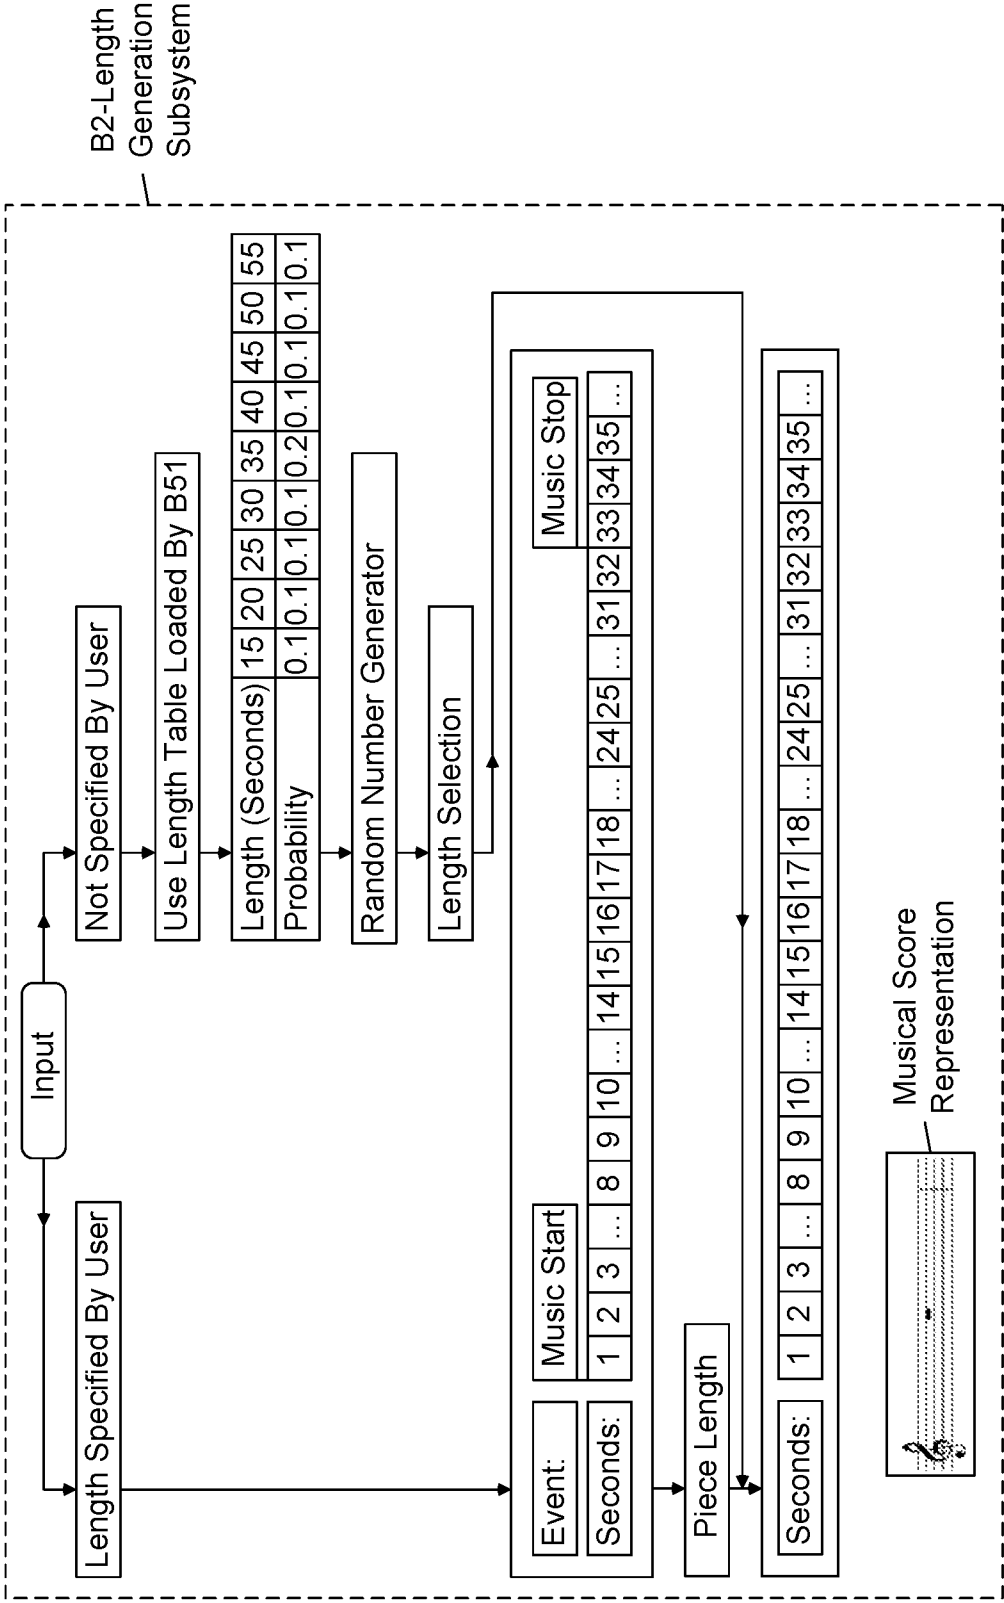 B2-Length
Generation
Subsystem
Input
Length Specified By User
Not Specified By User
Use Length Table Loaded By B51
Length (Seconds) 15 20 25 30 35 40 45 50 55
Probability 0.1 0.1 0.1 0.1 0.2 0.1 0.1 0.1 0.1
Random Number Generator
Length Selection
Event: Music Start Music Stop
Seconds: 1 2 3 ... 8 9 10 ... 14 15 16 17 18 ... 24 25 ... 31 32 33 34 35 ...
Piece Length
Seconds: 1 2 3 ... 8 9 10 ... 14 15 16 17 18 ... 24 25 ... 31 32 33 34 35 ...
Musical Score
Representation